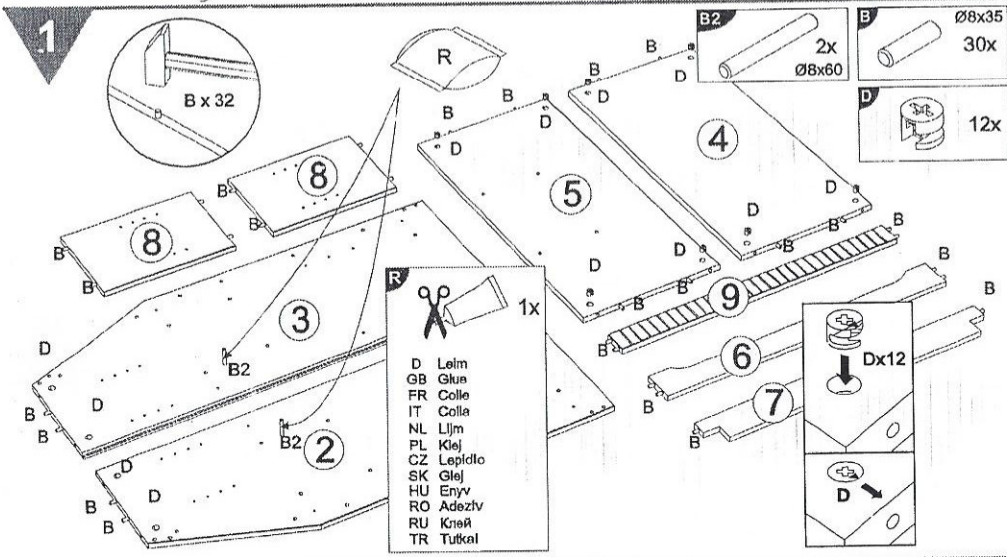 1
B x 32
R
B2
2x
Ø8x60
B
Ø8x35
30x
D
12x
B
B
D
D
4
D
D
B
B
B
B
B
B
D
D
5
D
D
B
B
B
8
B
B
8
B
B
9
B
B
6
B
B
7
B
B
3
D
D
B2
B
B
2
D
D
B2
B
B
R
1x
D Leim
GB Glue
FR Colle
IT Colla
NL Lijm
PL Klej
CZ Lepidlo
SK Glej
HU Enyv
RO Adeziv
RU Клей
TR Tutkal
Dx12
D